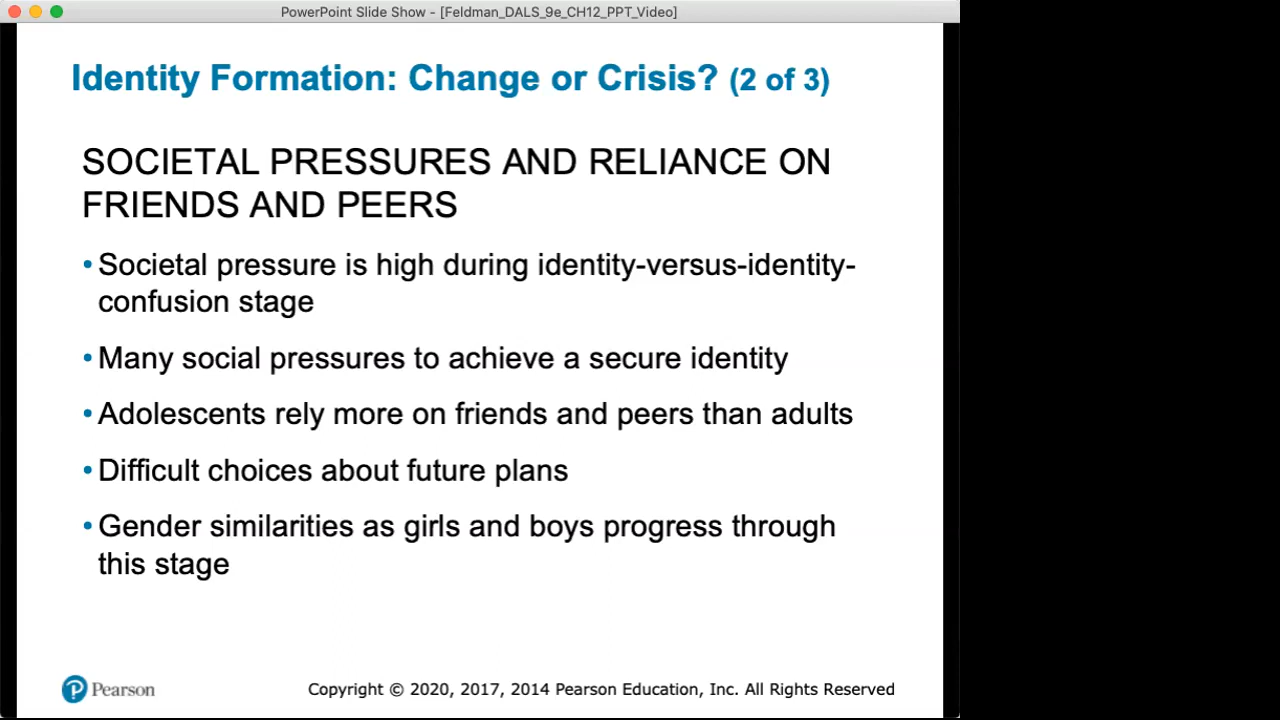 PowerPoint Slide Show - [Feldman_DALS_9e_CH12_PPT_Video]
Identity Formation: Change or Crisis? (2 of 3)
SOCIETAL PRESSURES AND RELIANCE ON
FRIENDS AND PEERS
• Societal pressure is high during identity-versus-identity-
confusion stage
• Many social pressures to achieve a secure identity
• Adolescents rely more on friends and peers than adults
• Difficult choices about future plans
• Gender similarities as girls and boys progress through
this stage
P Pearson
Copyright © 2020, 2017, 2014 Pearson Education, Inc. All Rights Reserved